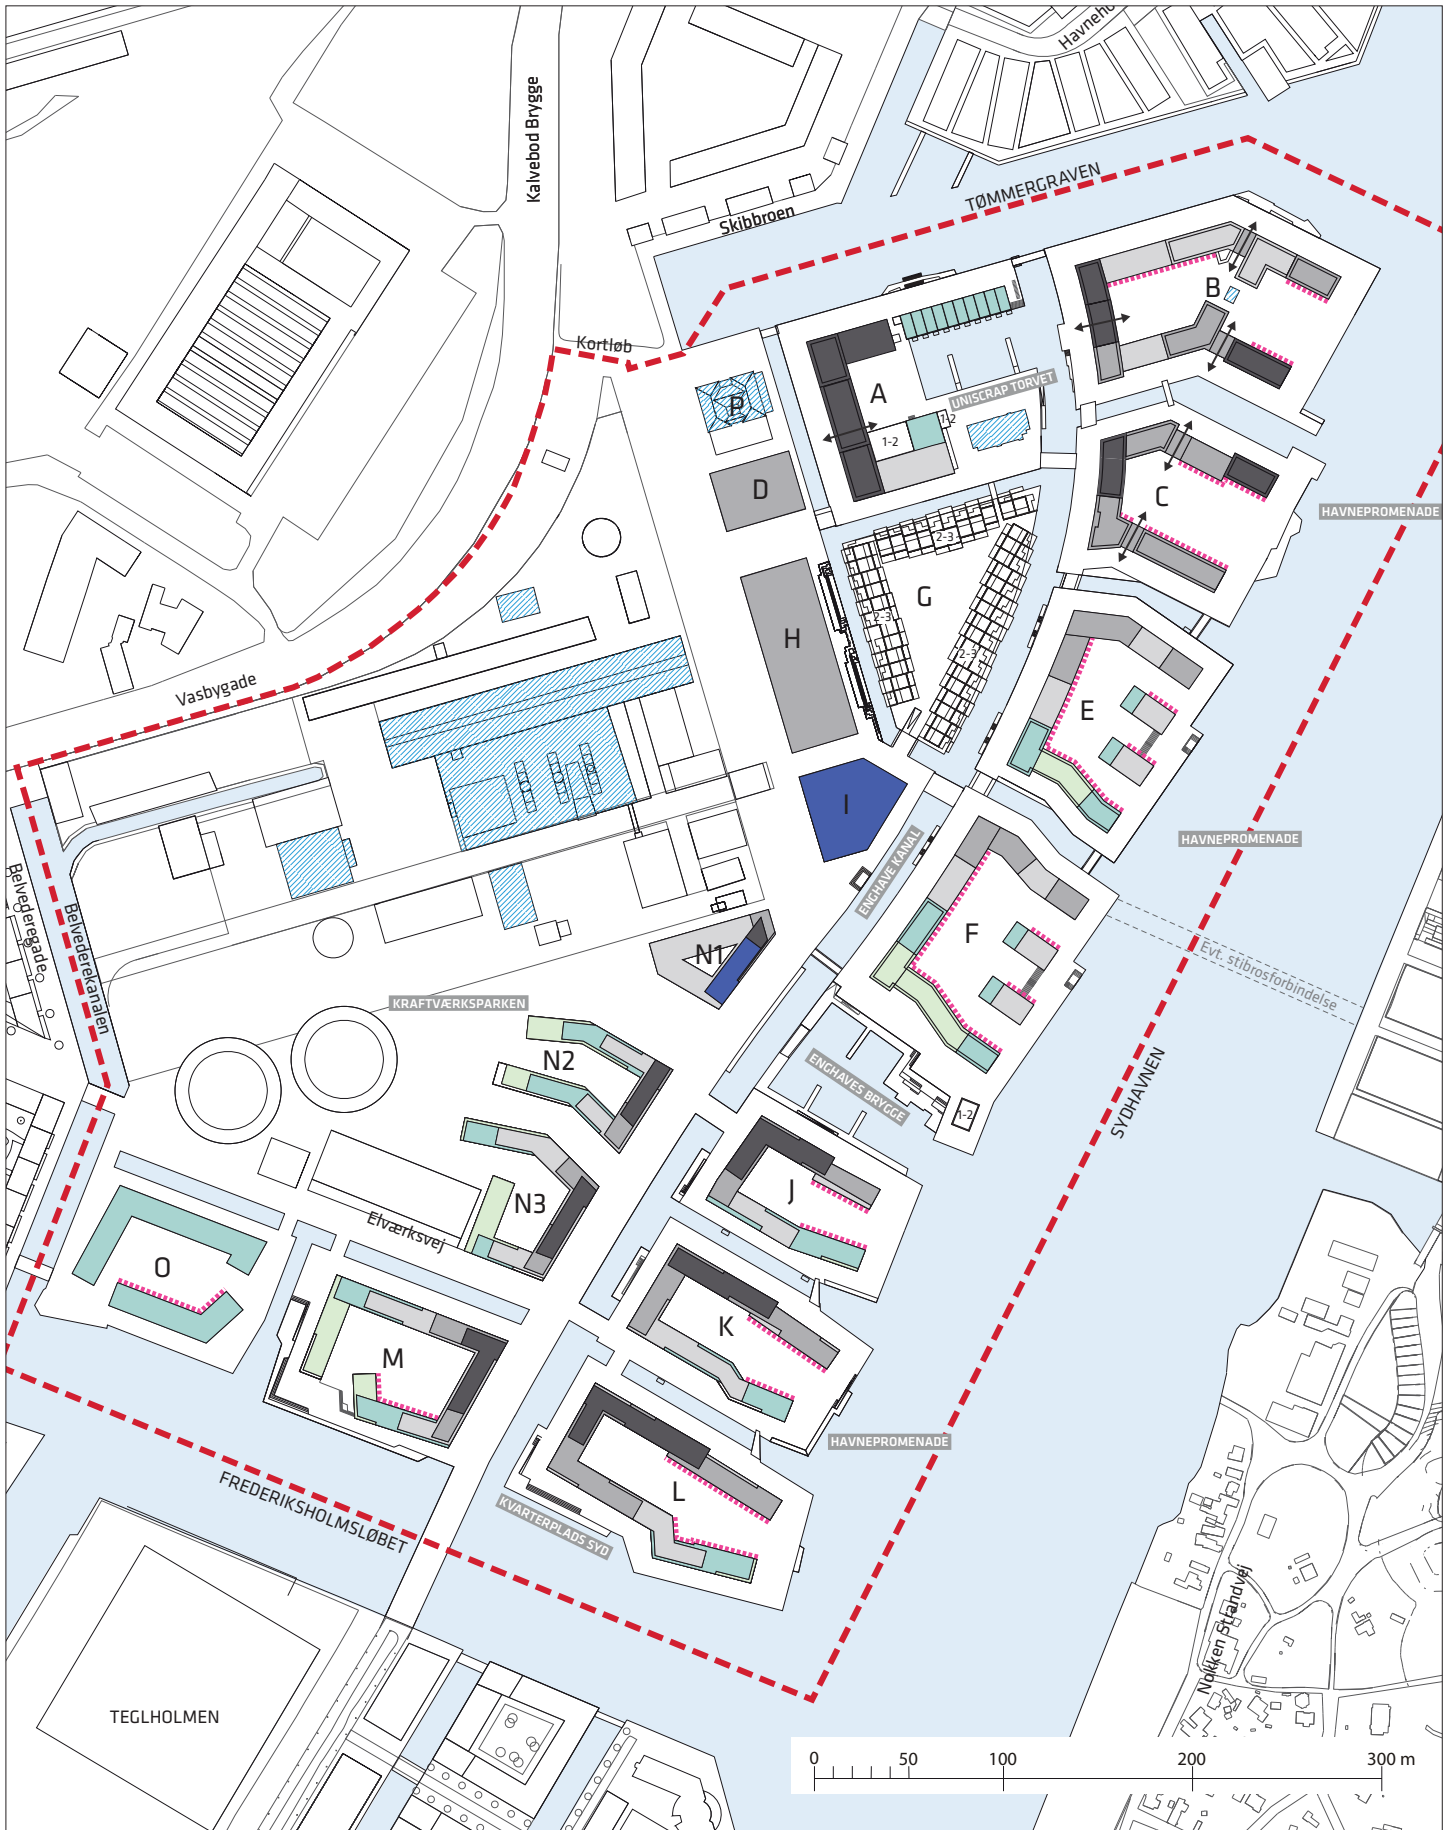 Havneho
Kalvebod Brygge
TØMMERGRAVEN
Skibbroen
B
Kortløb
UNISCRAP TORVET
A
P
1-2
1-2
D
C
HAVNEPROMENADE
2-3
G
2-3
H
2-3
Vasbygade
E
I
HAVNEPROMENADE
ENGHAVE KANAL
Belvederegade
Belvederekanalen
F
N1
Evt. stibrosforbindelse
KRAFTVÆRKSPARKEN
N2
ENGHAVES BRYGGE
SYDHAVNEN
1-2
J
N3
Elværksvej
O
K
M
HAVNEPROMENADE
L
FREDERIKSHOLMSLØBET
KVARTERPLADS SYD
Nokken Strandvej
TEGLHOLMEN
0 50 100 200 300 m